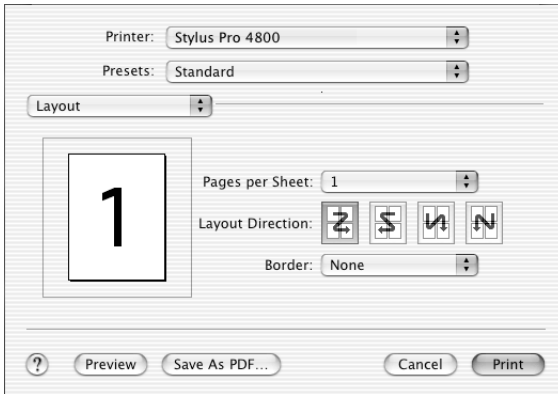 Printer: Stylus Pro 4800
Presets: Standard
Layout
1
Pages per Sheet: 1
Layout Direction:
Border: None
? Preview Save As PDF... Cancel Print